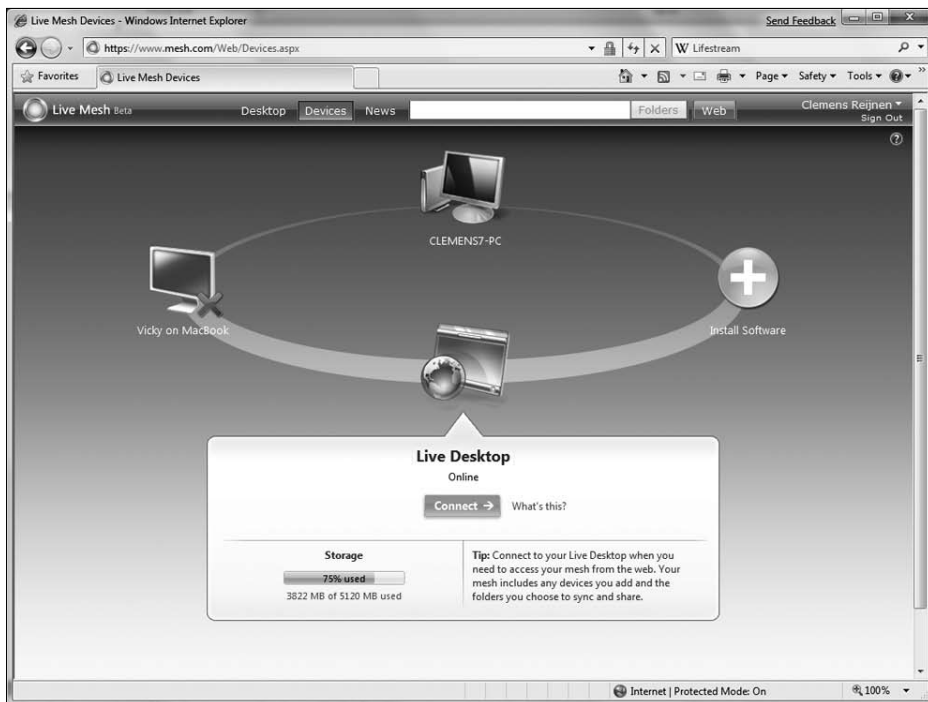 Live Mesh Devices - Windows Internet Explorer
Send Feedback
https://www.mesh.com/Web/Devices.aspx
W Lifestream
Favorites
Live Mesh Devices
Page
Safety
Tools
Live Mesh Beta
Desktop
Devices
News
Folders
Web
Clemens Reijnen
Sign Out
CLEMENS7-PC
Vicky on MacBook
Install Software
Live Desktop
Online
Connect →
What's this?
Storage
75% used
3822 MB of 5120 MB used
Tip: Connect to your Live Desktop when you
need to access your mesh from the web. Your
mesh includes any devices you add and the
folders you choose to sync and share.
Internet | Protected Mode: On
100%